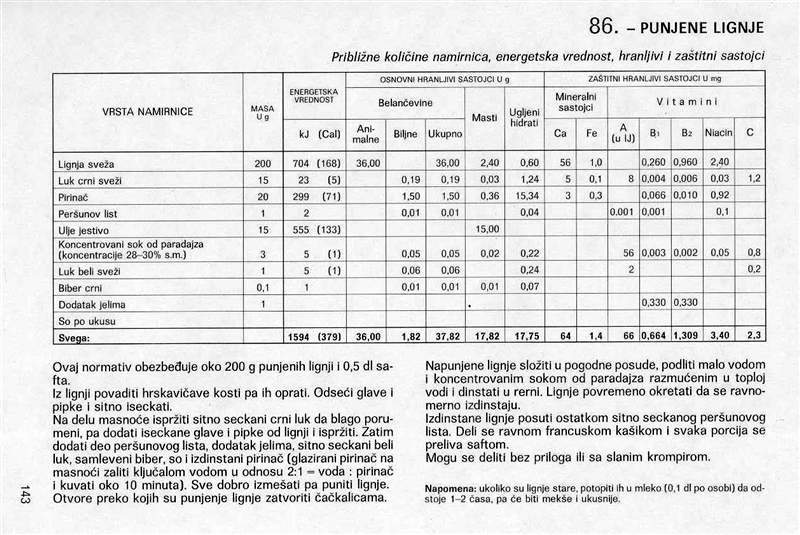 86. – PUNJENE LIGNJE
Približne količine namirnica, energetska vrednost, hranljivi i zaštitni sastojci
VRSTA NAMIRNICE
MASA
U g
ENERGETSKA
VREDNOST
kJ (Cal)
OSNOVNI HRANLJIVI SASTOJCI U g
Belančevine
Ani-
malne
Biljne
Ukupno
Masti
Ugljeni
hidrati
ZAŠTITNI HRANLJIVI SASTOJCI U mg
Mineralni
sastojci
Ca
Fe
Vitamini
A
(u IJ)
B1
B2
Niacin
C
Lignja sveža 200 704 (168) 36,00 36,00 2,40 0,60 56 1,0 0,260 0,960 2,40
Luk crni sveži 15 23 (5) 0,19 0,19 0,03 1,24 5 0,1 8 0,004 0,006 0,03 1,2
Pirinač 20 299 (71) 1,50 1,50 0,36 15,34 3 0,3 0,066 0,010 0,92
Peršunov list 1 2 0,01 0,01 0,04 0.001 0,001 0,1
Ulje jestivo 15 555 (133) 15,00
Koncentrovani sok od paradajza
(koncentracije 28–30% s.m.) 3 5 (1) 0,05 0,05 0,02 0,22 56 0,003 0,002 0,05 0,8
Luk beli sveži 1 5 (1) 0,06 0,06 0,24 2 0,2
Biber crni 0,1 1 0,01 0,01 0,01 0,07
Dodatak jelima 1 0,330 0,330
So po ukusu
Svega: 1594 (379) 36,00 1,82 37,82 17,82 17,75 64 1,4 66 0,664 1,309 3,40 2,3
Ovaj normativ obezbeđuje oko 200 g punjenih lignji i 0,5 dl sa-
fta.
Iz lignji povaditi hrskavičave kosti pa ih oprati. Odseći glave i
pipke i sitno iseckati.
Na delu masnoće ispržiti sitno seckani crni luk da blago poru-
meni, pa dodati iseckane glave i pipke od lignji i ispržiti. Zatim
dodati deo peršunovog lista, dodatak jelima, sitno seckani beli
luk, samleveni biber, so i izdinstani pirinač (glazirani pirinač na
masnoći zaliti ključalom vodom u odnosu 2:1 = voda : pirinač
i kuvati oko 10 minuta). Sve dobro izmešati pa puniti lignje.
Otvore preko kojih su punjenje lignje zatvoriti čačkalicama.
Napunjene lignje složiti u pogodne posude, podliti malo vodom
i koncentrovanim sokom od paradajza razmućenim u toploj
vodi i dinstati u rerni. Lignje povremeno okretati da se ravno-
merno izdinstaju.
Izdinstane lignje posuti ostatkom sitno seckanog peršunovog
lista. Deli se ravnom francuskom kašikom i svaka porcija se
preliva saftom.
Mogu se deliti bez priloga ili sa slanim krompirom.
Napomena: ukoliko su lignje stare, potopiti ih u mleko (0,1 dl po osobi) da od-
stoje 1–2 časa, pa će biti mekše i ukusnije.
143